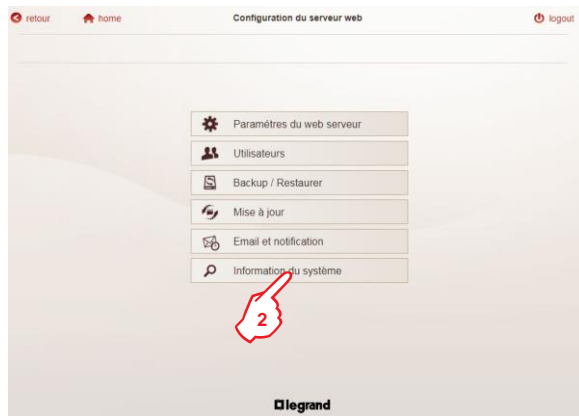 retour home Configuration du serveur web logout
Paramétres du web serveur
Utilisateurs
Backup / Restaurer
Mise à jour
Email et notification
Information du système
2
legrand